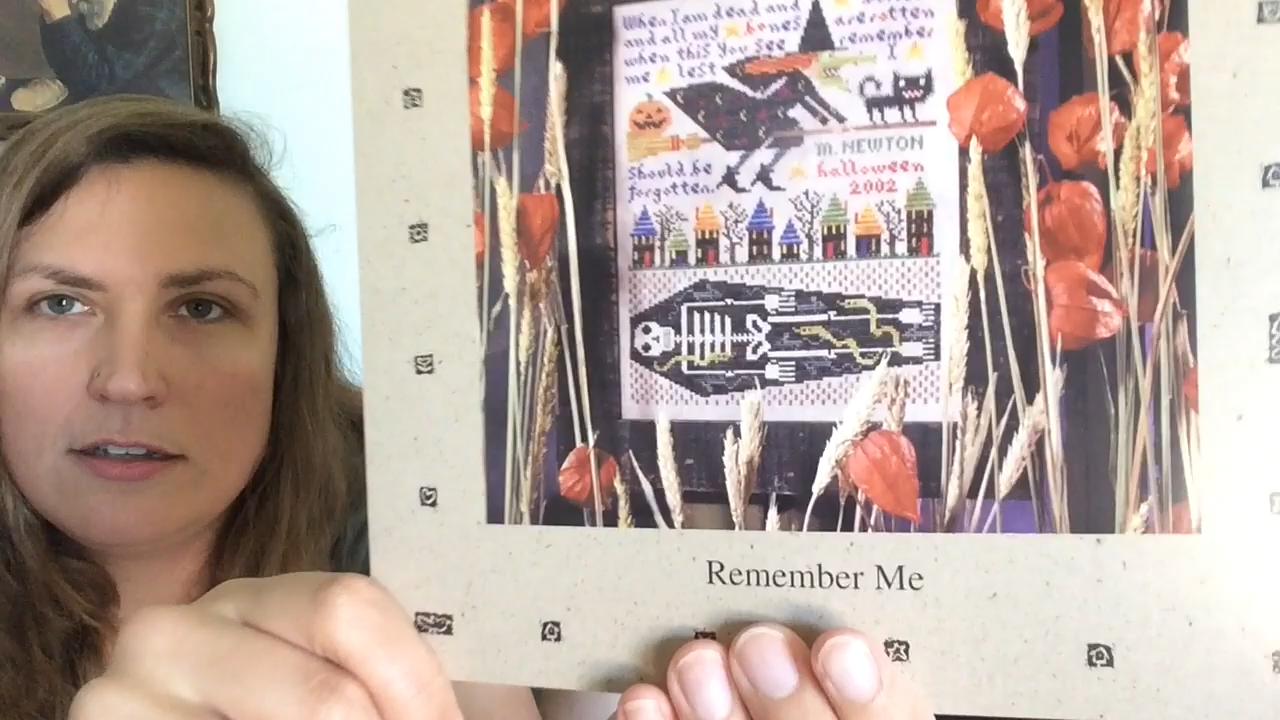 When I am dead and
and all my bones are rotten
when this you see remember
me lest I
M. NEWTON
Should be halloween
forgotten. 2002
Remember Me